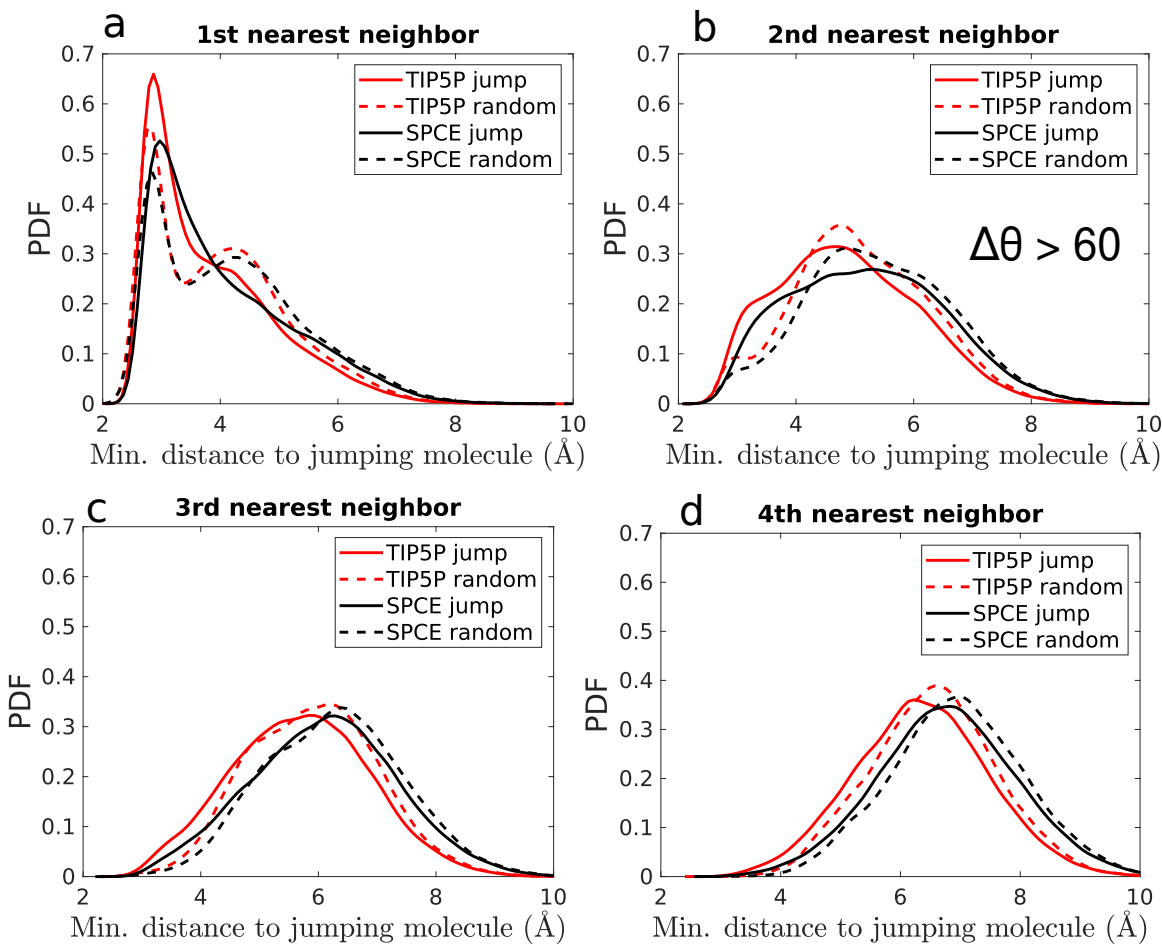 a
1st nearest neighbor
0.7
0.6
0.5
0.4
0.3
0.2
0.1
0
PDF
TIP5P jump
TIP5P random
SPCE jump
SPCE random
2
4
6
8
10
Min. distance to jumping molecule (Å)
b
2nd nearest neighbor
0.7
0.6
0.5
0.4
0.3
0.2
0.1
0
PDF
TIP5P jump
TIP5P random
SPCE jump
SPCE random
Δθ > 60
2
4
6
8
10
Min. distance to jumping molecule (Å)
c
3rd nearest neighbor
0.7
0.6
0.5
0.4
0.3
0.2
0.1
0
PDF
TIP5P jump
TIP5P random
SPCE jump
SPCE random
2
4
6
8
10
Min. distance to jumping molecule (Å)
d
4th nearest neighbor
0.7
0.6
0.5
0.4
0.3
0.2
0.1
0
PDF
TIP5P jump
TIP5P random
SPCE jump
SPCE random
2
4
6
8
10
Min. distance to jumping molecule (Å)